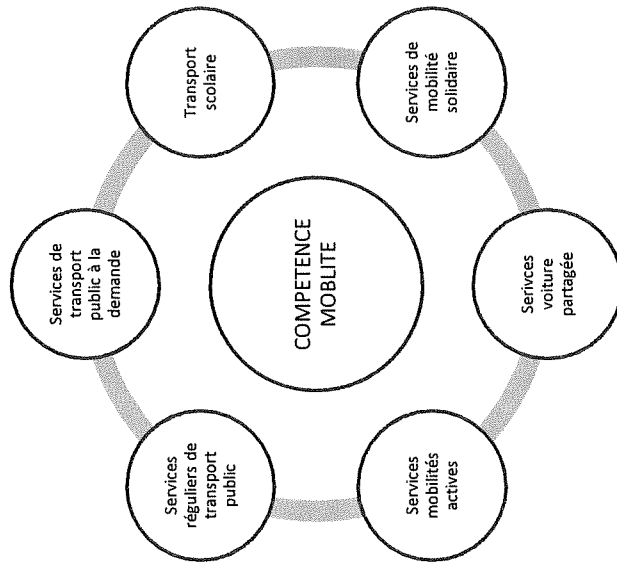 Services de
transport
public à la
demande
Transport
scolaire
Services de
mobilité
solidaire
Serivces
voiture
partagée
Services
mobilités
actives
Services
réguliers de
transport
public
COMPETENCE
MOBLITE